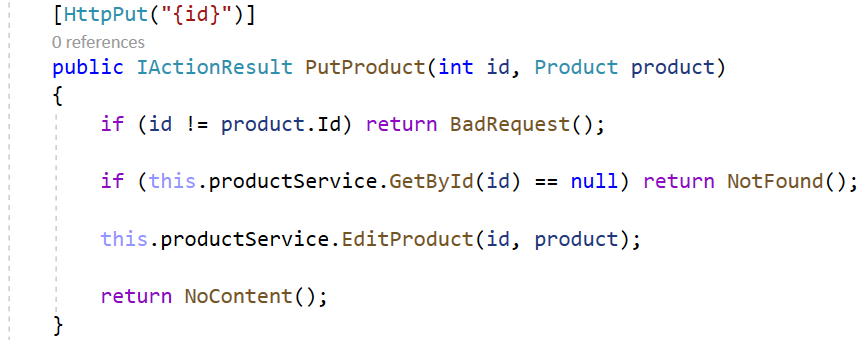 [HttpPut("{id}")]
0 references
public IActionResult PutProduct(int id, Product product)
{
if (id != product.Id) return BadRequest();
if (this.productService.GetById(id) == null) return NotFound();
this.productService.EditProduct(id, product);
return NoContent();
}